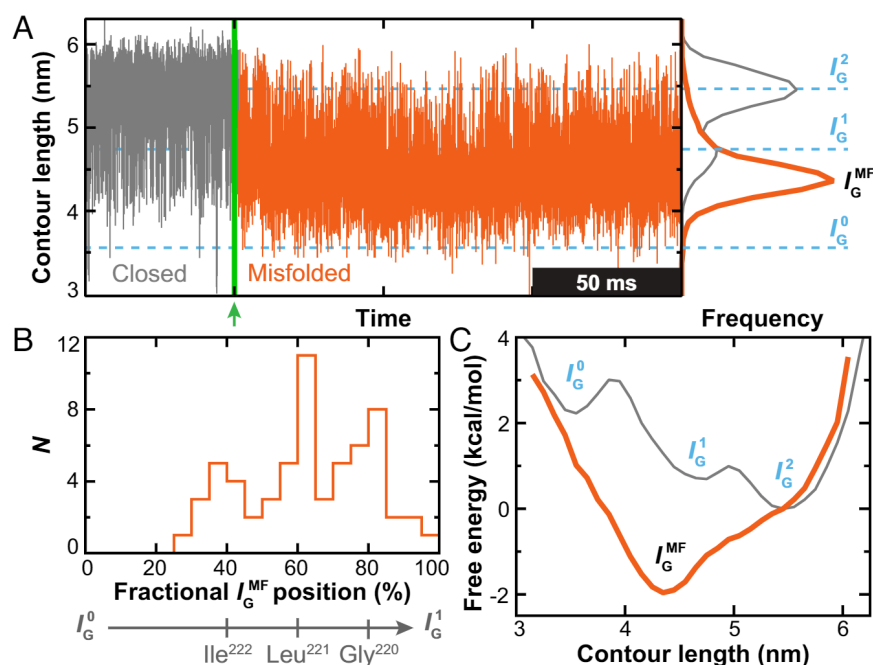 A
Contour length (nm)
6
5
4
3
Closed
Misfolded
50 ms
I_G^2
I_G^1
I_G^MF
I_G^0
Time
Frequency
B
N
12
8
4
0
0 20 40 60 80 100
Fractional I_G^MF position (%)
I_G^0 I_G^1
Ile^222 Leu^221 Gly^220
C
Free energy (kcal/mol)
4
2
0
-2
I_G^0
I_G^1
I_G^2
I_G^MF
3 4 5 6
Contour length (nm)